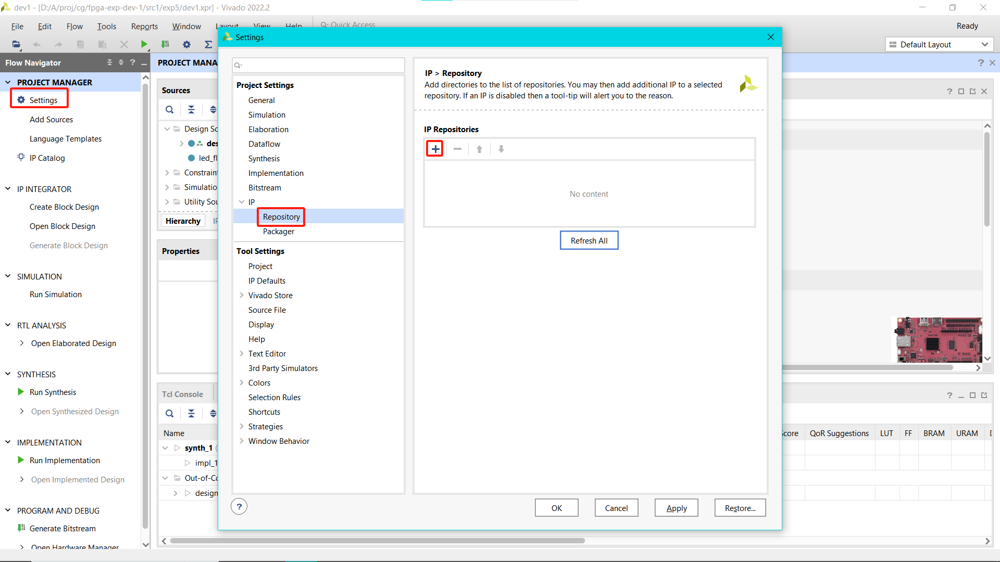 dev1 - [D:/A/proj/cg/fpga-exp-dev-1/src1/exp5/dev1.xpr] - Vivado 2022.2
File Edit Flow Tools Reports Window Layout View Help Quick Access
Ready
Default Layout
Flow Navigator
PROJECT MANAGER
Settings
Add Sources
Language Templates
IP Catalog
IP INTEGRATOR
Create Block Design
Open Block Design
Generate Block Design
SIMULATION
Run Simulation
RTL ANALYSIS
Open Elaborated Design
SYNTHESIS
Run Synthesis
Open Synthesized Design
IMPLEMENTATION
Run Implementation
Open Implemented Design
PROGRAM AND DEBUG
Generate Bitstream
Open Hardware Manager
PROJECT MANA
Sources
Design So
des
led_fl
Constraint
Simulatio
Utility Sou
Hierarchy IP
Properties
Tcl Console
Name
synth_1 (
impl_1
Out-of-Co
design
Settings
Project Settings
General
Simulation
Elaboration
Dataflow
Synthesis
Implementation
Bitstream
IP
Repository
Packager
Tool Settings
Project
IP Defaults
Vivado Store
Source File
Display
Help
Text Editor
3rd Party Simulators
Colors
Selection Rules
Shortcuts
Strategies
Window Behavior
IP > Repository
Add directories to the list of repositories. You may then add additional IP to a selected
repository. If an IP is disabled then a tool-tip will alert you to the reason.
IP Repositories
No content
Refresh All
OK Cancel Apply Restore...
Score QoR Suggestions LUT FF BRAM URAM D